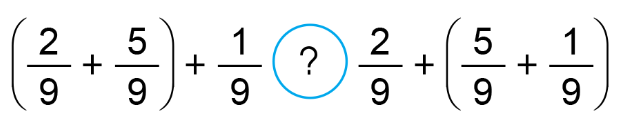 (2/9 + 5/9) + 1/9 ? 2/9 + (5/9 + 1/9)